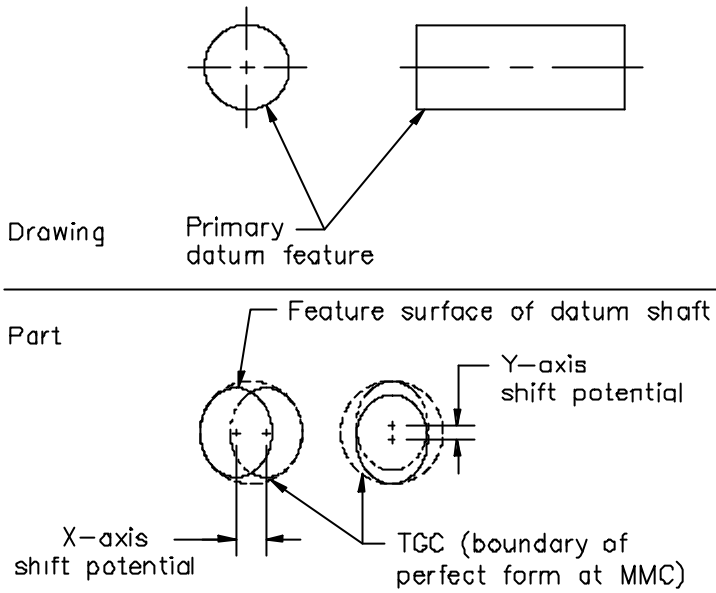 Drawing
Primary
datum feature
Part
Feature surface of datum shaft
Y-axis
shift potential
X-axis
shift potential
TGC (boundary of
perfect form at MMC)